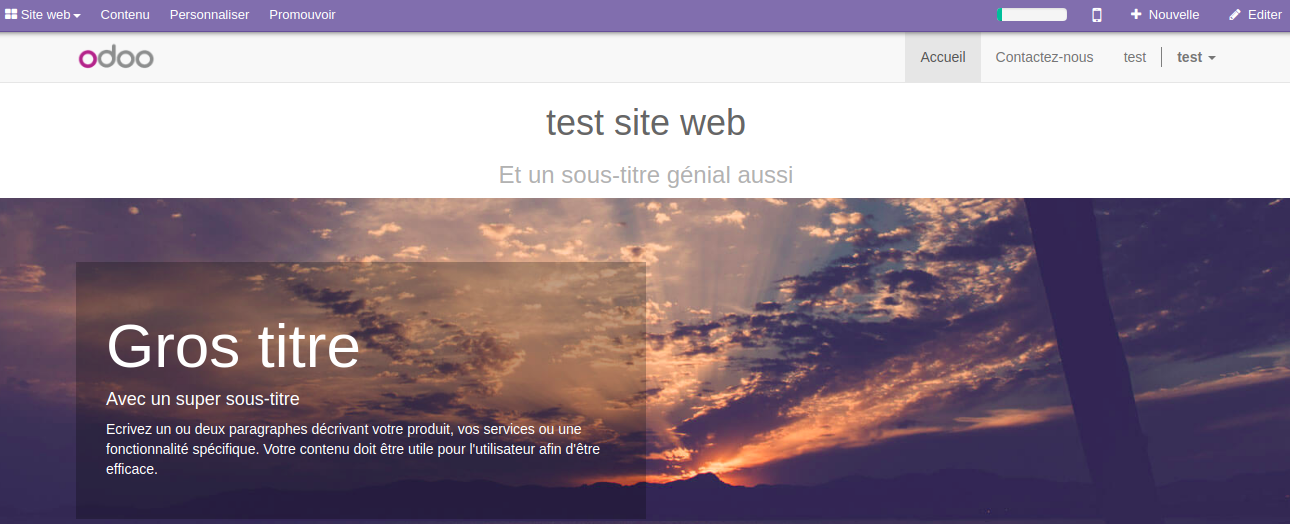 Site web Contenu Personnaliser Promouvoir Nouvelle Editer
odoo Accueil Contactez-nous test test
test site web
Et un sous-titre génial aussi
Gros titre
Avec un super sous-titre
Ecrivez un ou deux paragraphes décrivant votre produit, vos services ou une
fonctionnalité spécifique. Votre contenu doit être utile pour l'utilisateur afin d'être
efficace.